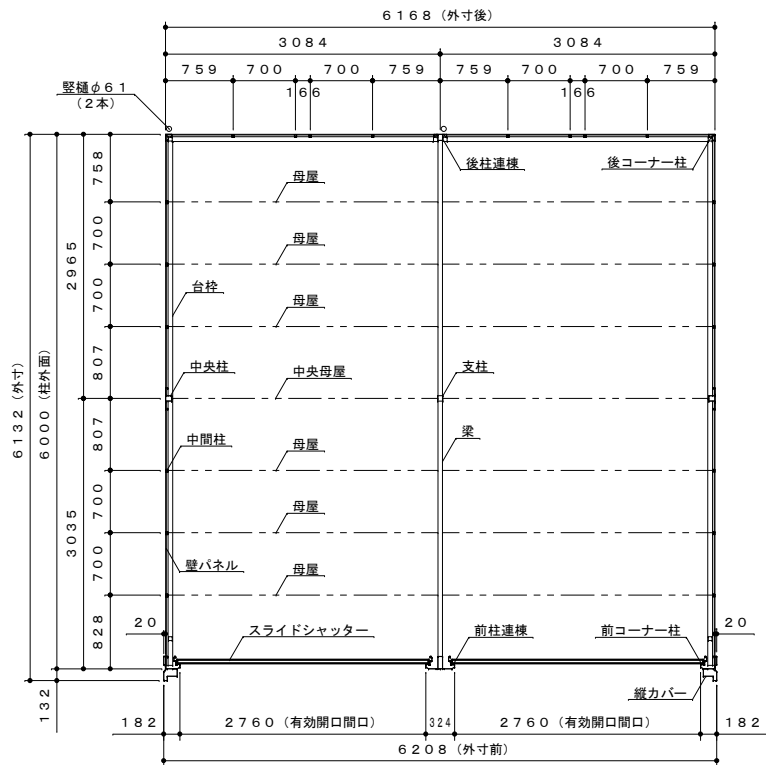 6168(外寸後)
3084
3084
759
700
700
759
759
700
700
759
166
166
竪樋φ61
(2本)
後柱連棟
後コーナー柱
758
母屋
700
母屋
2965
700
台枠
母屋
807
中央柱
中央母屋
支柱
6132(外寸)
6000(柱外面)
807
中間柱
母屋
梁
700
母屋
3035
700
壁パネル
母屋
828
20
スライドシャッター
前柱連棟
前コーナー柱
20
132
縦カバー
182
2760(有効開口間口)
324
2760(有効開口間口)
182
6208(外寸前)